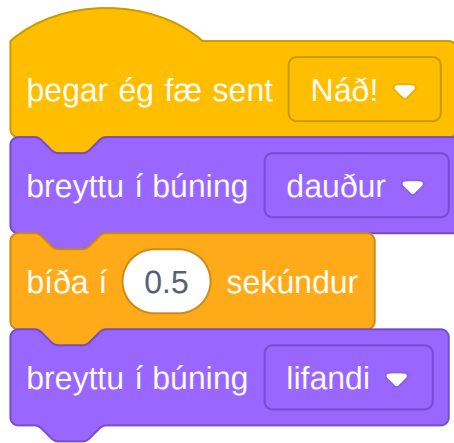 þegar ég fæ sent Náð!
breyttu í búning dauður
bíða í 0.5 sekúndur
breyttu í búning lifandi